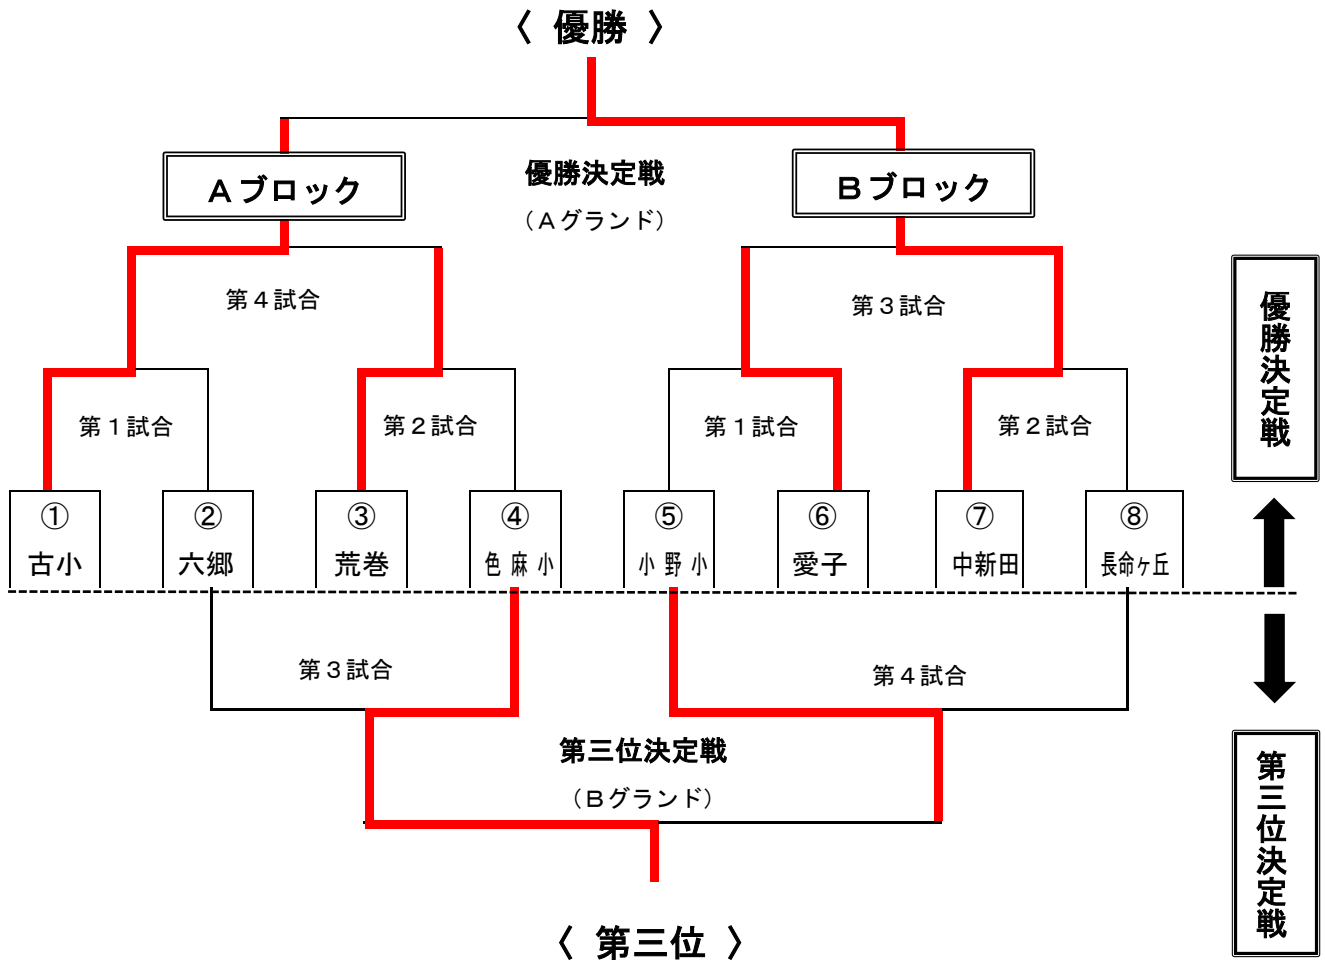 〈 優勝 〉
Aブロック
優勝決定戦
Bブロック
（Aグランド）
第4試合
第3試合
優勝決定戦
第1試合
第2試合
第1試合
第2試合
① ② ③ ④ ⑤ ⑥ ⑦ ⑧
古小 六郷 荒巻 色麻小 小野小 愛子 中新田 長命ヶ丘
第3試合
第4試合
第三位決定戦
（Bグランド）
第三位決定戦
〈 第三位 〉